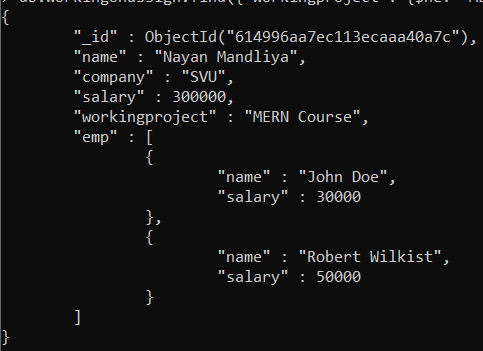 {
"_id" : ObjectId("614996aa7ec113ecaaa40a7c"),
"name" : "Nayan Mandliya",
"company" : "SVU",
"salary" : 300000,
"workingproject" : "MERN Course",
"emp" : [
{
"name" : "John Doe",
"salary" : 30000
},
{
"name" : "Robert Wilkist",
"salary" : 50000
}
]
}